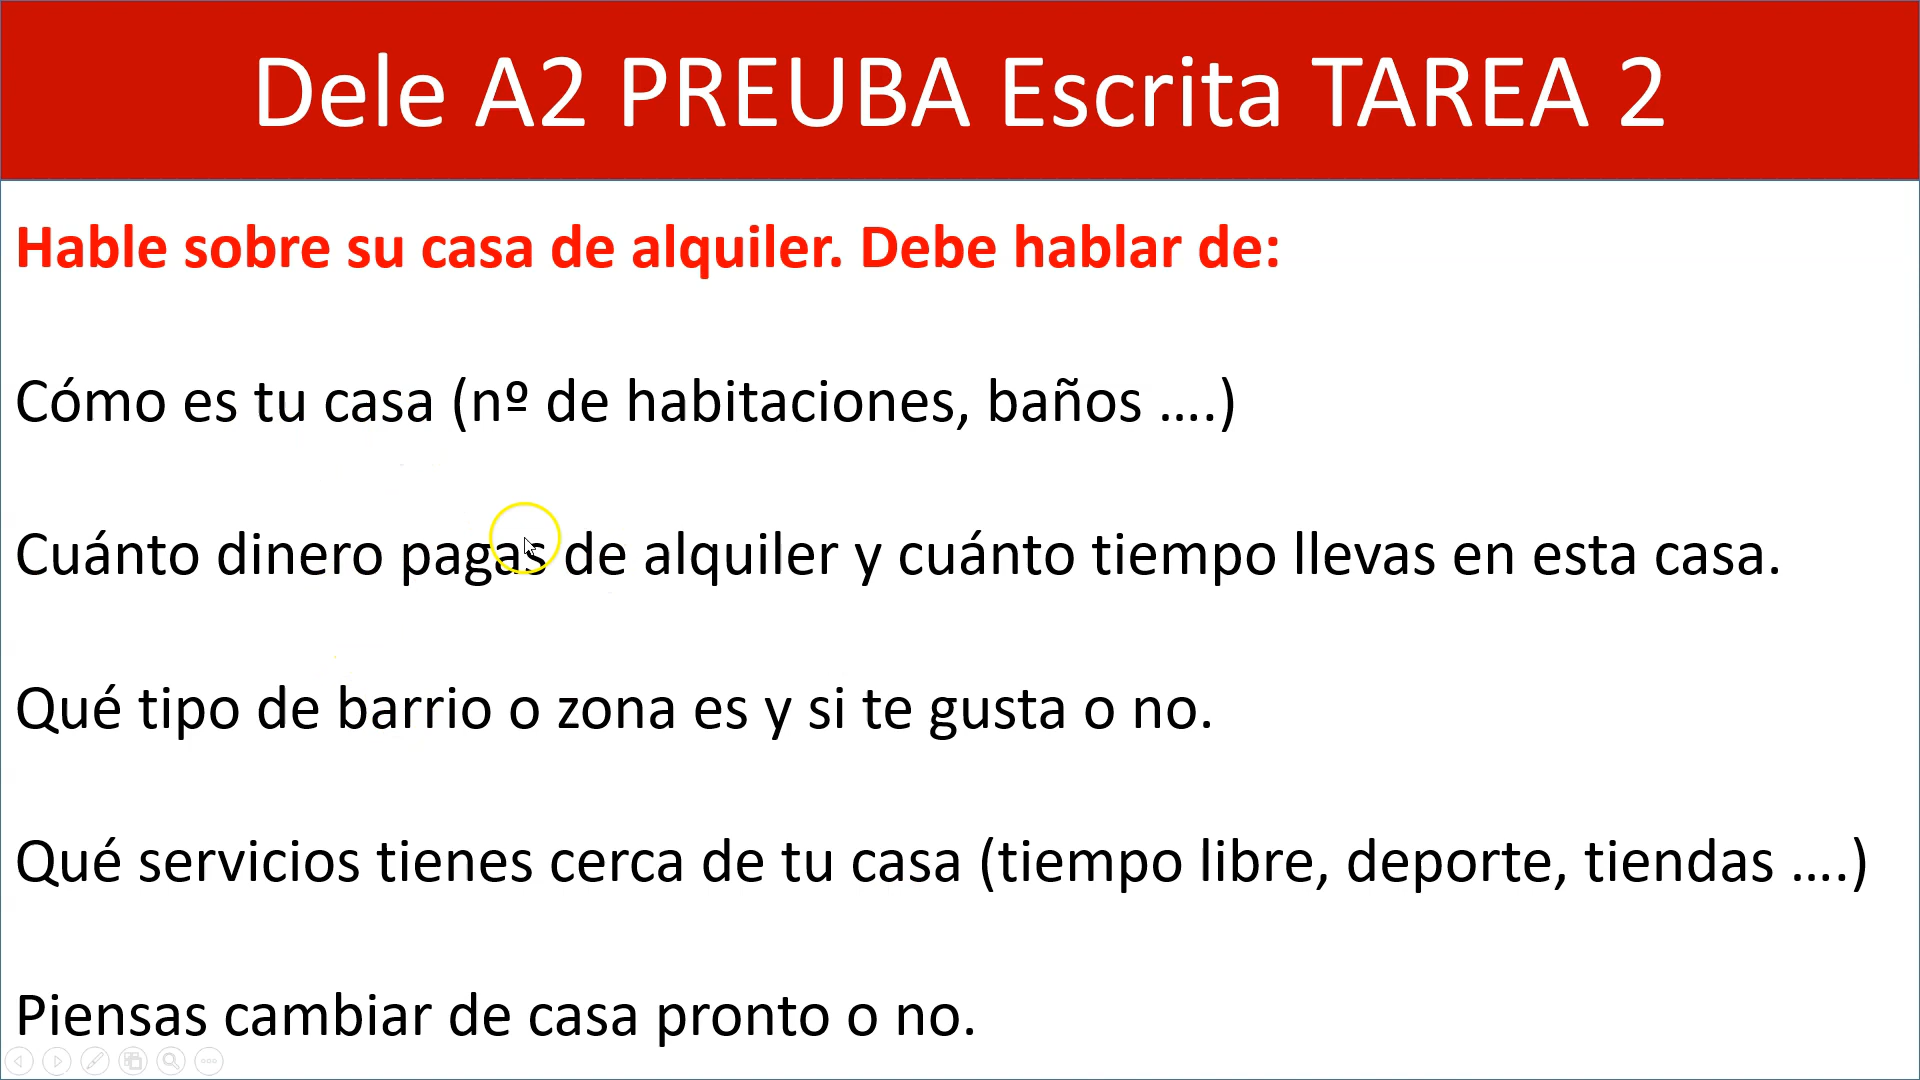 Dele A2 PREUBA Escrita TAREA 2
Hable sobre su casa de alquiler. Debe hablar de:
Cómo es tu casa (nº de habitaciones, baños ....)
Cuánto dinero pagas de alquiler y cuánto tiempo llevas en esta casa.
Qué tipo de barrio o zona es y si te gusta o no.
Qué servicios tienes cerca de tu casa (tiempo libre, deporte, tiendas ....)
Piensas cambiar de casa pronto o no.